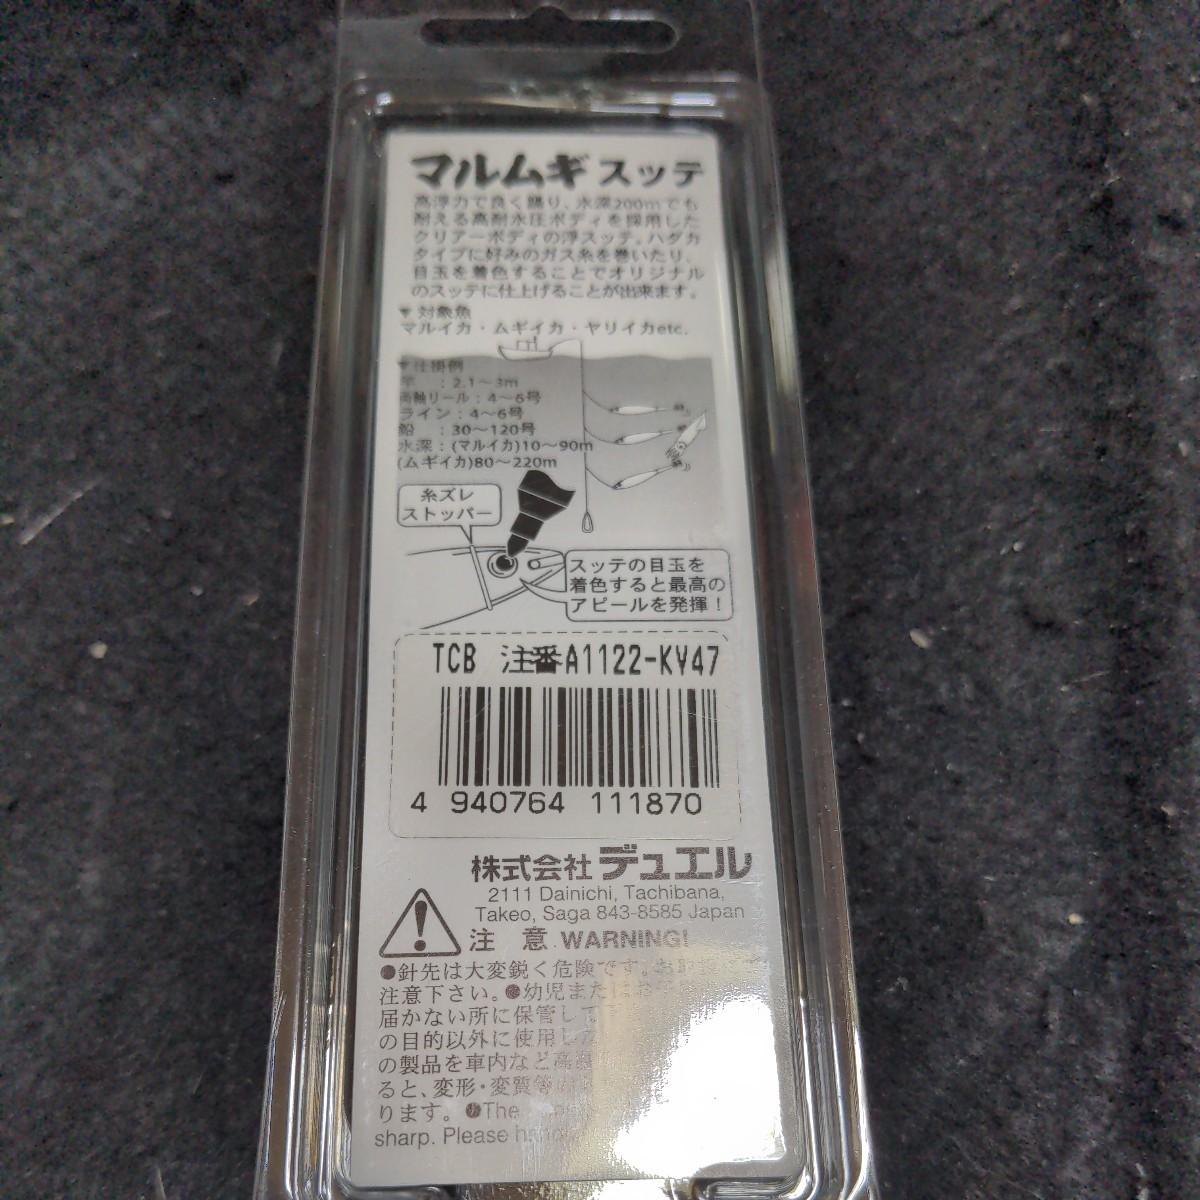 マルムギ スッテ
高浮力で良く踊り、水深200mでも
耐える高耐水圧ボディを採用した
クリアーボディの浮スッテ。ハダカ
タイプに好みのガス糸を巻いたり、
目玉を着色することでオリジナル
のスッテに仕上げることが出来ます。
▼対象魚
マルイカ・ムギイカ・ヤリイカetc.
▼仕掛例
竿　：2.1〜3m
両軸リール：4〜6号
ライン：4〜6号
鉛　：30〜120号
水深：(マルイカ)10〜90m
(ムギイカ)80〜220m
糸ズレ
ストッパー
スッテの目玉を
着色すると最高の
アピールを発揮！
TCB 注番A1122-KV47
4 940764 111870
株式会社 デュエル
2111 Dainichi, Tachibana,
Takeo, Saga 843-8585 Japan
注 意 WARNING!
●針先は大変鋭く危険です。お取扱
注意下さい。●幼児または
届かない所に保管して
の目的以外に使用し
の製品を車内など高
ると、変形・変質等
ります。●The
sharp. Please